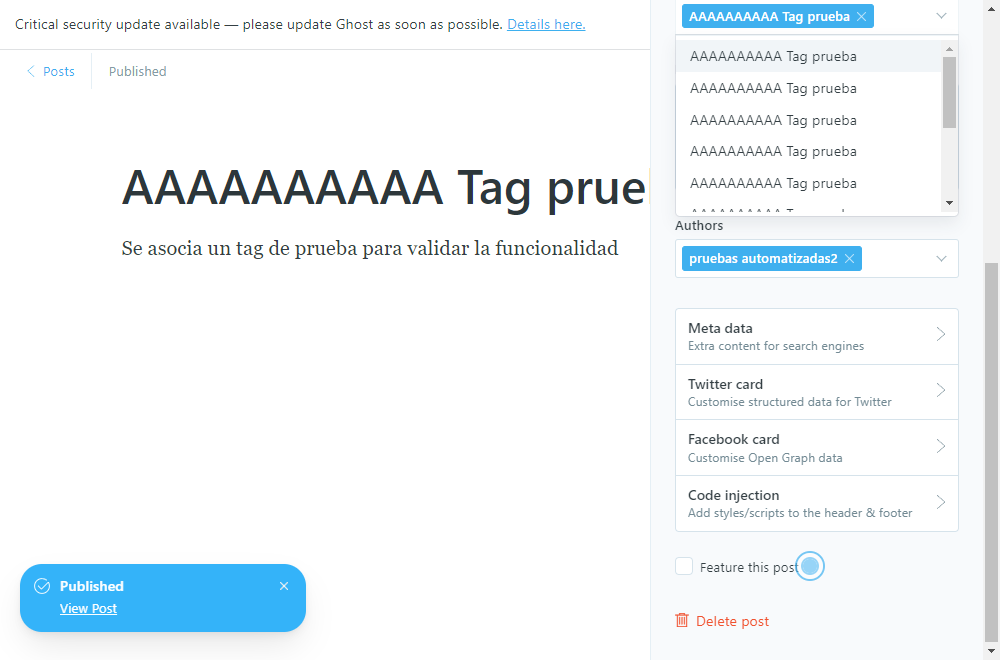 Critical security update available — please update Ghost as soon as possible. Details here.
Posts
Published
AAAAAAAAAA Tag prue
Se asocia un tag de prueba para validar la funcionalidad
Published
View Post
AAAAAAAAAA Tag prueba
AAAAAAAAAA Tag prueba
AAAAAAAAAA Tag prueba
AAAAAAAAAA Tag prueba
AAAAAAAAAA Tag prueba
AAAAAAAAAA Tag prueba
Authors
pruebas automatizadas2
Meta data
Extra content for search engines
Twitter card
Customise structured data for Twitter
Facebook card
Customise Open Graph data
Code injection
Add styles/scripts to the header & footer
Feature this post
Delete post